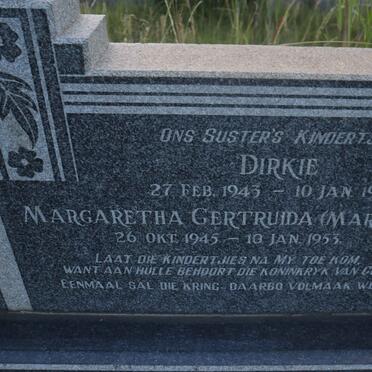 ONS SUSTER'S KINDERTJ
DIRKIE
27 FEB. 1943 - 10 JAN. 19
MARGARETHA GERTRUIDA (MAR
26 OKT. 1945 - 10 JAN. 1953.
LAAT DIE KINDERTJIES NA MY TOE KOM,
WANT AAN HULLE BEHOORT DIE KONINKRYK VAN G
EENMAAL SAL DIE KRING DAARBO VOLMAAK WE